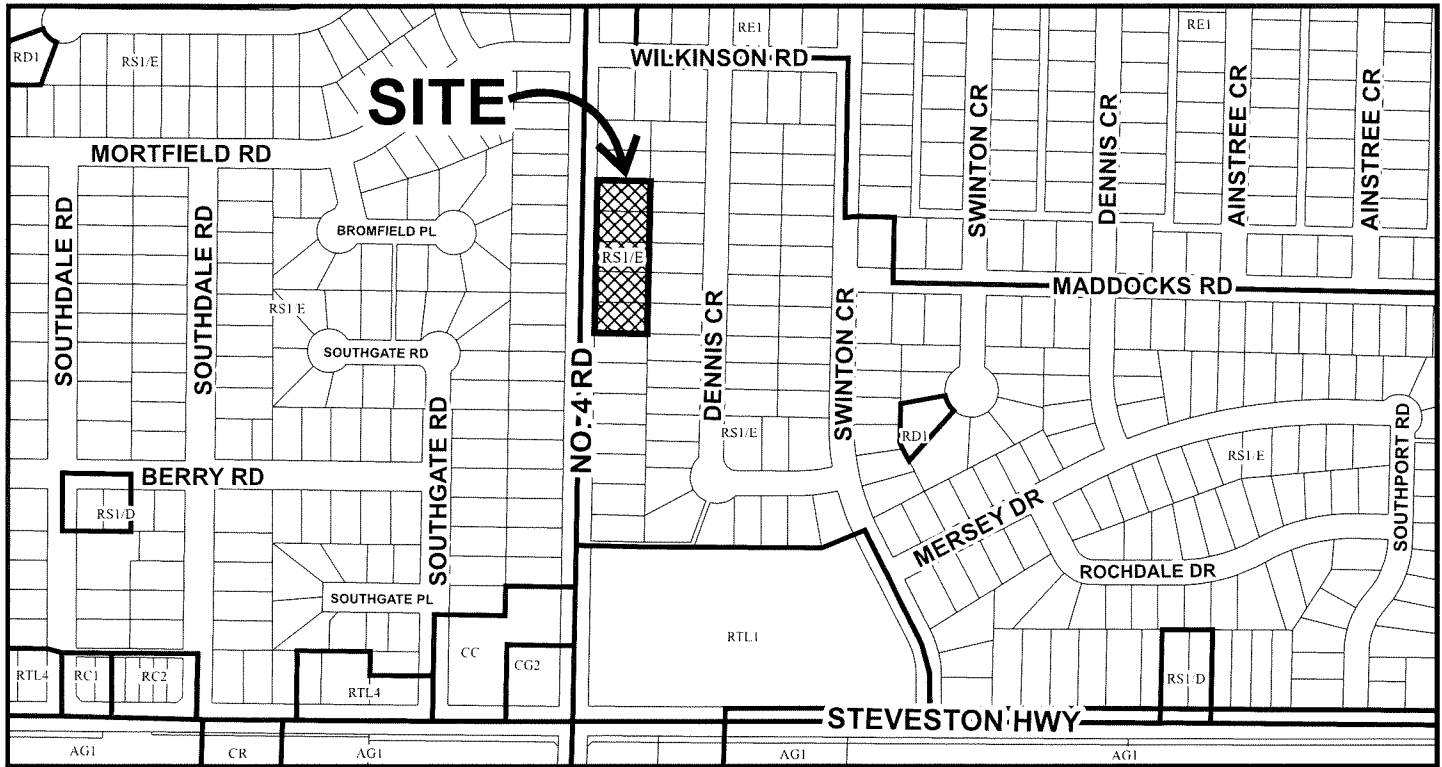 RE1
RE1
RD1
RS1/E
WILKINSON RD
SITE
MORTFIELD RD
SWINTON CR
DENNIS CR
AINSTREE CR
AINSTREE CR
SOUTHDALE RD
SOUTHDALE RD
BROMFIELD PL
RS1/E
MADDOCKS RD
RS1/E
SOUTHGATE RD
DENNIS CR
SWINTON CR
NO. 4 RD
SOUTHGATE RD
RS1/E
RD1
RS1/E
SOUTHPORT RD
BERRY RD
RS1/D
MERSEY DR
ROCHDALE DR
SOUTHGATE PL
RTL1
CC
CG2
RTL4
RC1
RC2
RTL4
RS1/D
STEVESTON HWY
AG1
CR
AG1
AG1
AG1